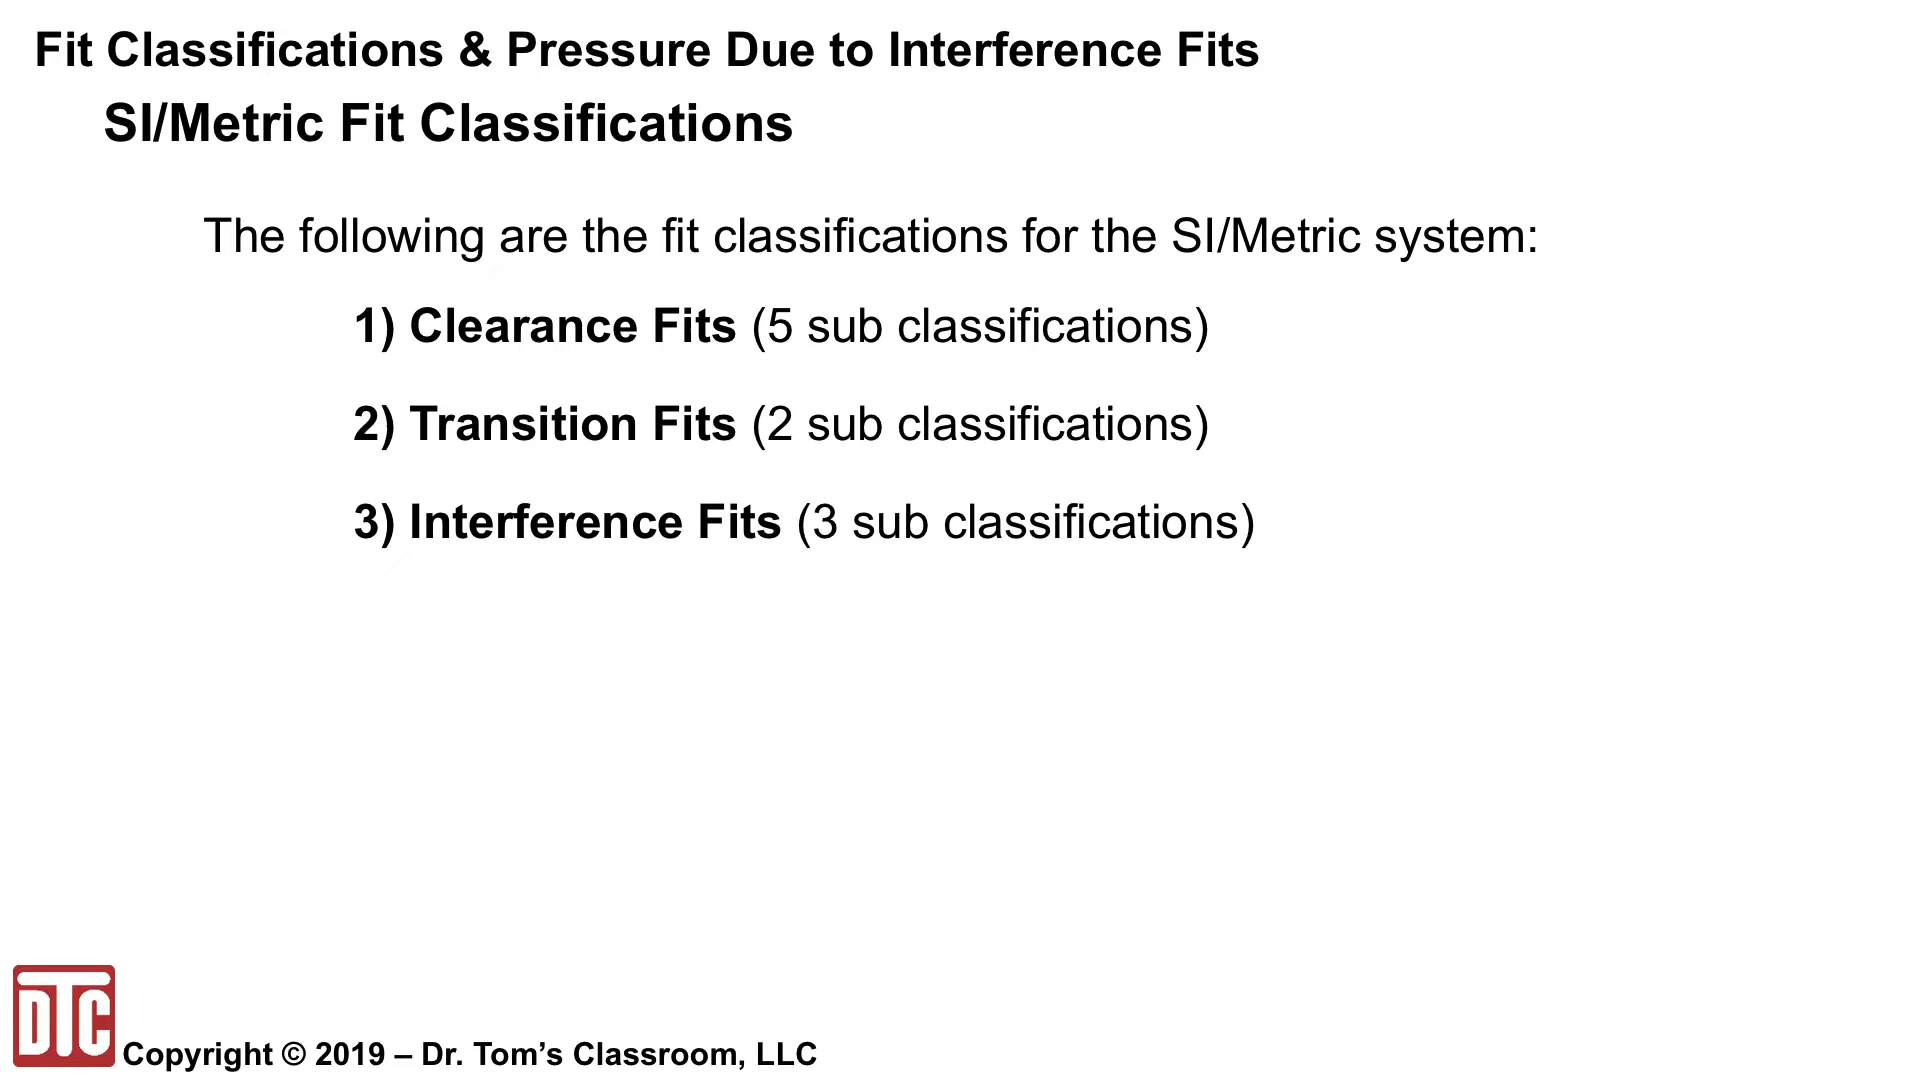 Fit Classifications & Pressure Due to Interference Fits
SI/Metric Fit Classifications
The following are the fit classifications for the SI/Metric system:
1) Clearance Fits (5 sub classifications)
2) Transition Fits (2 sub classifications)
3) Interference Fits (3 sub classifications)
DTC
Copyright © 2019 – Dr. Tom’s Classroom, LLC